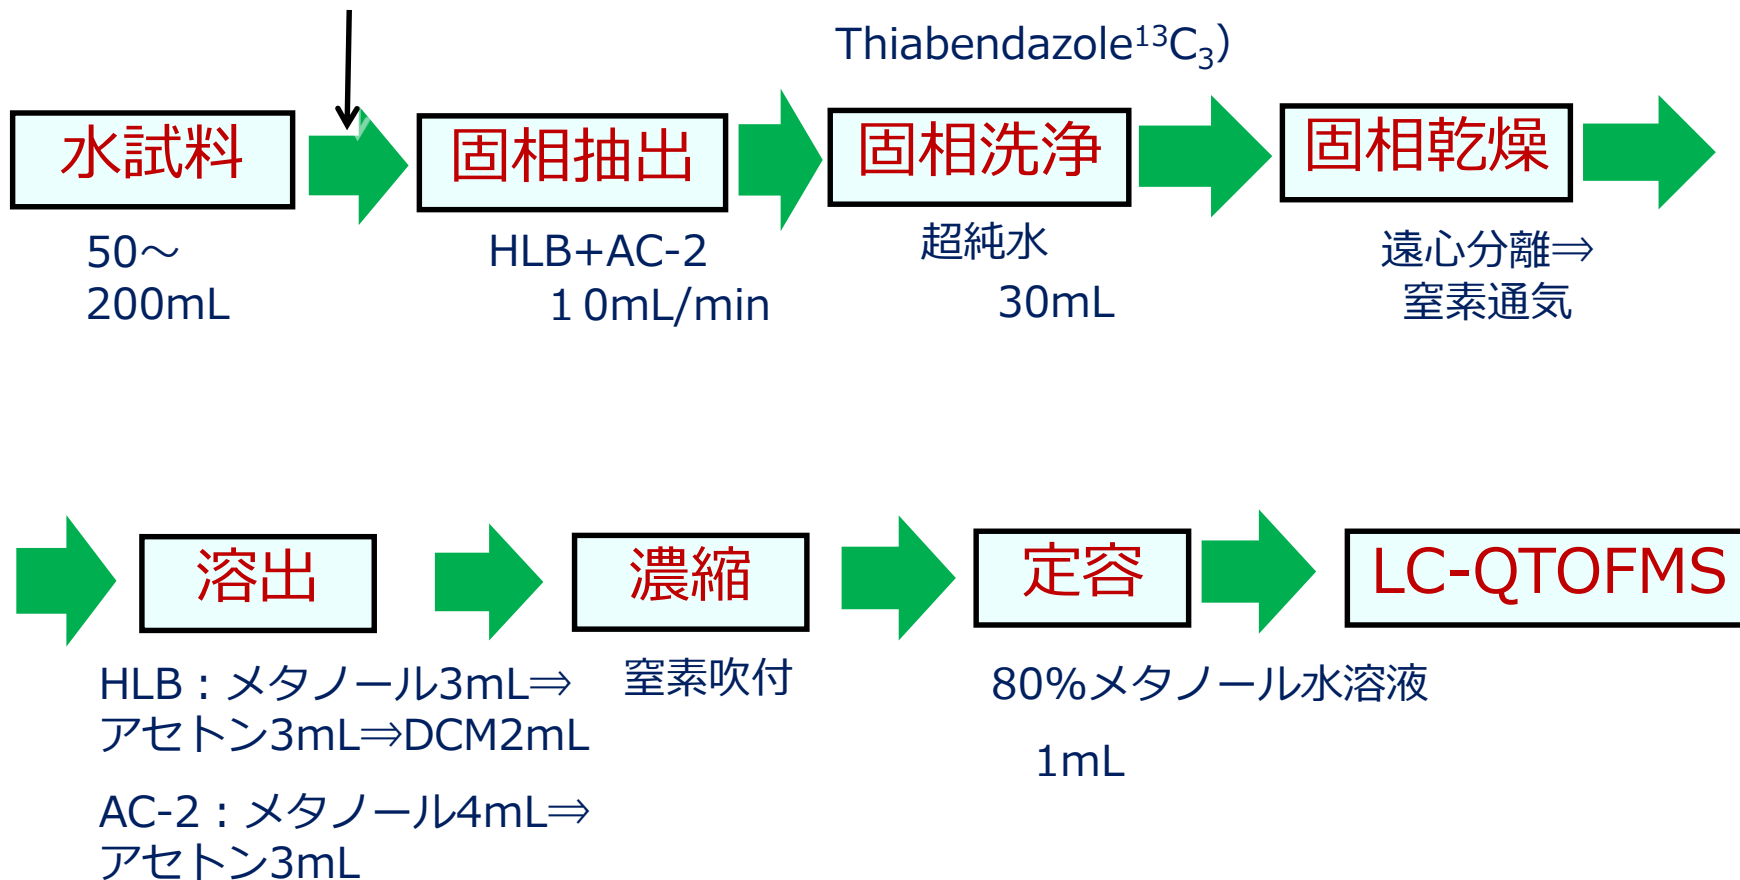 Thiabendazole¹³C₃)
水試料
固相抽出
固相洗浄
固相乾燥
50～
200mL
HLB+AC-2
１0mL/min
超純水
30mL
遠心分離⇒
窒素通気
溶出
濃縮
定容
LC-QTOFMS
HLB：メタノール3mL⇒
アセトン3mL⇒DCM2mL
AC-2：メタノール4mL⇒
アセトン3mL
窒素吹付
80%メタノール水溶液
1mL